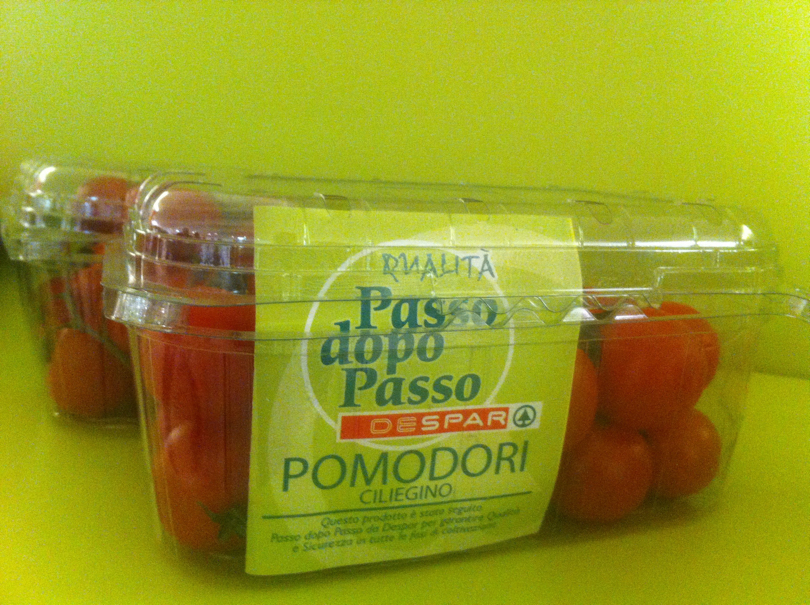 QUALITÀ
Passo
dopo
Passo
DESPAR
POMODORI
CILIEGINO
Questo prodotto è stato seguito
Passo dopo Passo da Despar per garantire Qualità
e Sicurezza in tutte le fasi di coltivazione.